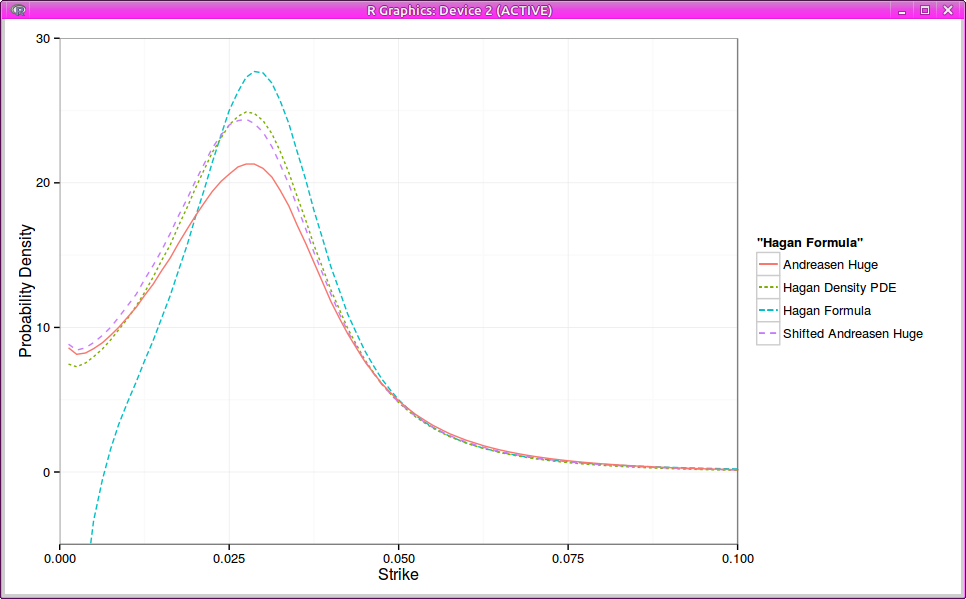 R Graphics: Device 2 (ACTIVE)
30
20
10
0
Probability Density
0.000
0.025
0.050
0.075
0.100
Strike
"Hagan Formula"
Andreasen Huge
Hagan Density PDE
Hagan Formula
Shifted Andreasen Huge